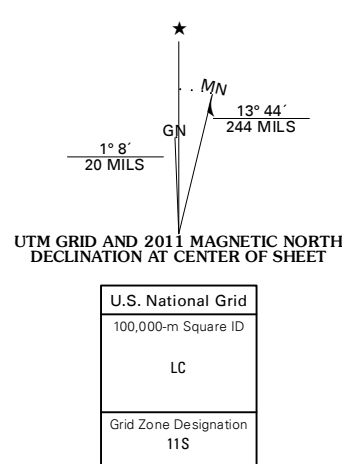 ★
MN
GN
13° 44´
244 MILS
1° 8´
20 MILS
UTM GRID AND 2011 MAGNETIC NORTH
DECLINATION AT CENTER OF SHEET
U.S. National Grid
100,000-m Square ID
LC
Grid Zone Designation
11S